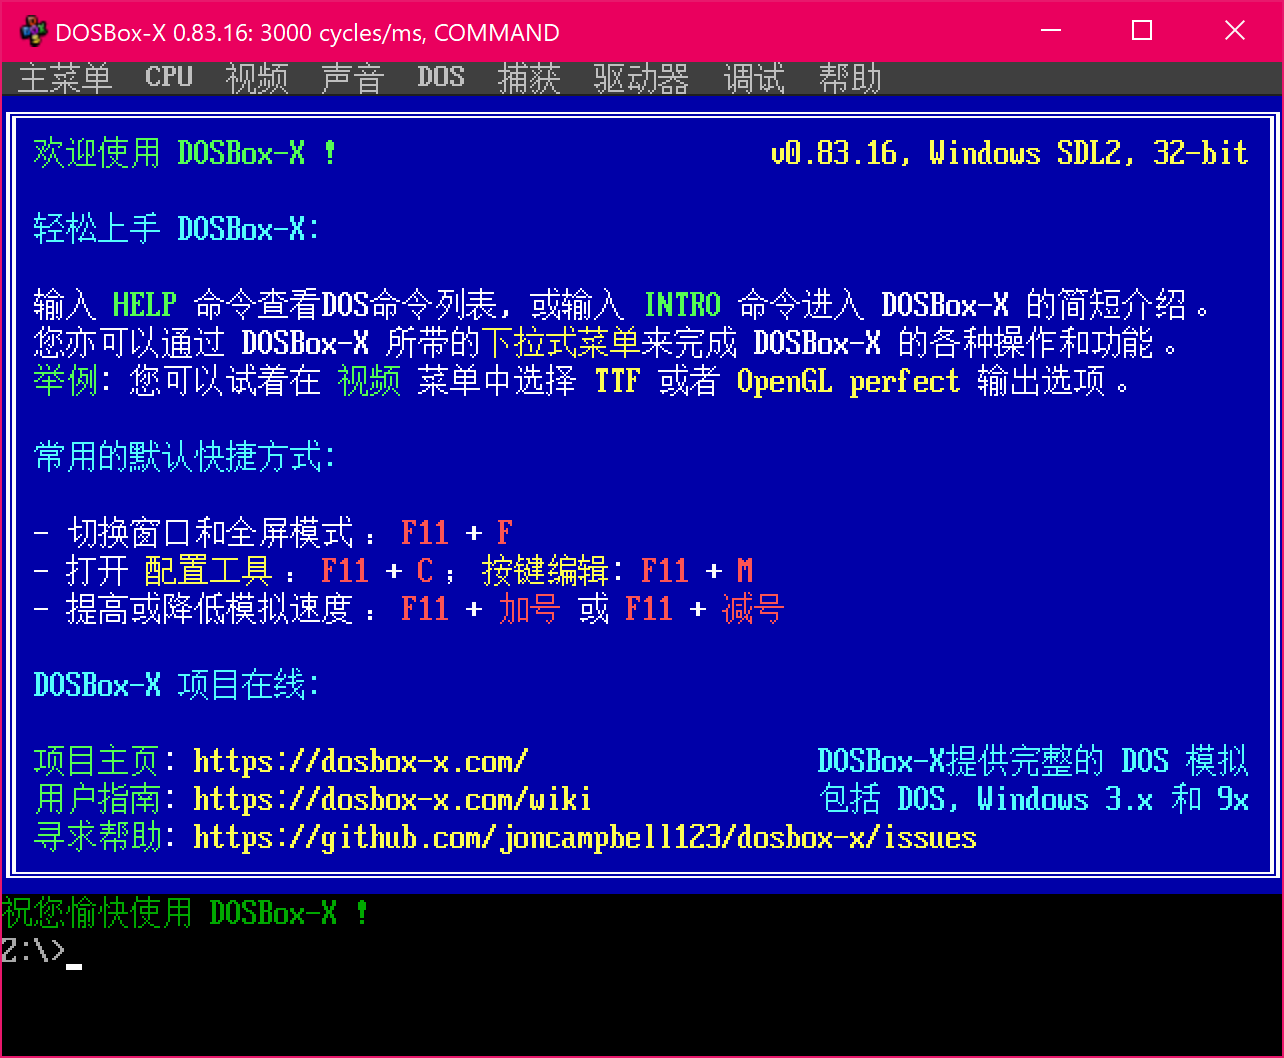 DOSBox-X 0.83.16: 3000 cycles/ms, COMMAND
主菜单 CPU 视频 声音 DOS 捕获 驱动器 调试 帮助
欢迎使用 DOSBox-X ! v0.83.16, Windows SDL2, 32-bit
轻松上手 DOSBox-X:
输入 HELP 命令查看DOS命令列表, 或输入 INTRO 命令进入 DOSBox-X 的简短介绍。
您亦可以通过 DOSBox-X 所带的下拉式菜单来完成 DOSBox-X 的各种操作和功能。
举例: 您可以试着在 视频 菜单中选择 TTF 或者 OpenGL perfect 输出选项。
常用的默认快捷方式:
- 切换窗口和全屏模式: F11 + F
- 打开 配置工具: F11 + C; 按键编辑: F11 + M
- 提高或降低模拟速度: F11 + 加号 或 F11 + 减号
DOSBox-X 项目在线:
项目主页: https://dosbox-x.com/ DOSBox-X提供完整的 DOS 模拟
用户指南: https://dosbox-x.com/wiki 包括 DOS, Windows 3.x 和 9x
寻求帮助: https://github.com/joncampbell123/dosbox-x/issues
祝您愉快使用 DOSBox-X !
Z:\>_